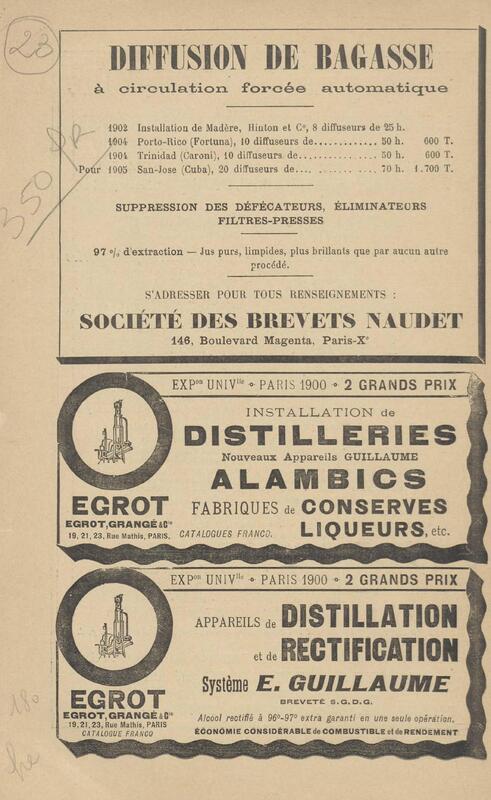 23
350 fr
DIFFUSION DE BAGASSE
à circulation forcée automatique
1902 Installation de Madère, Hinton et Cº, 8 diffuseurs de 25 h.
1904 Porto-Rico (Fortuna), 10 diffuseurs de............ 50 h. 600 T.
1904 Trinidad (Caroni), 10 diffuseurs de............... 50 h. 600 T.
Pour 1905 San-Jose (Cuba), 20 diffuseurs de... ............ 70 h. 1.700 T.
SUPPRESSION DES DÉFÉCATEURS, ÉLIMINATEURS
FILTRES-PRESSES
97 % d'extraction — Jus purs, limpides, plus brillants que par aucun autre
procédé.
S'ADRESSER POUR TOUS RENSEIGNEMENTS :
SOCIÉTÉ DES BREVETS NAUDET
146, Boulevard Magenta, Paris-Xe
EXPon UNIVlle • PARIS 1900 • 2 GRANDS PRIX
INSTALLATION de
DISTILLERIES
Nouveaux Appareils GUILLAUME
ALAMBICS
FABRIQUES de CONSERVES
LIQUEURS, etc.
EGROT
EGROT, GRANGÉ & Cie
19, 21, 23, Rue Mathis, PARIS.
CATALOGUES FRANCO.
EXPon UNIVlle • PARIS 1900 • 2 GRANDS PRIX
APPAREILS de DISTILLATION
et de RECTIFICATION
Système E. GUILLAUME
BREVETÉ S.G.D.G.
Alcool rectifié à 96º-97º extra garanti en une seule opération.
ÉCONOMIE CONSIDÉRABLE de COMBUSTIBLE et de RENDEMENT
EGROT
EGROT, GRANGÉ & Cie
19, 21, 23, Rue Mathis, PARIS
CATALOGUE FRANCO
180